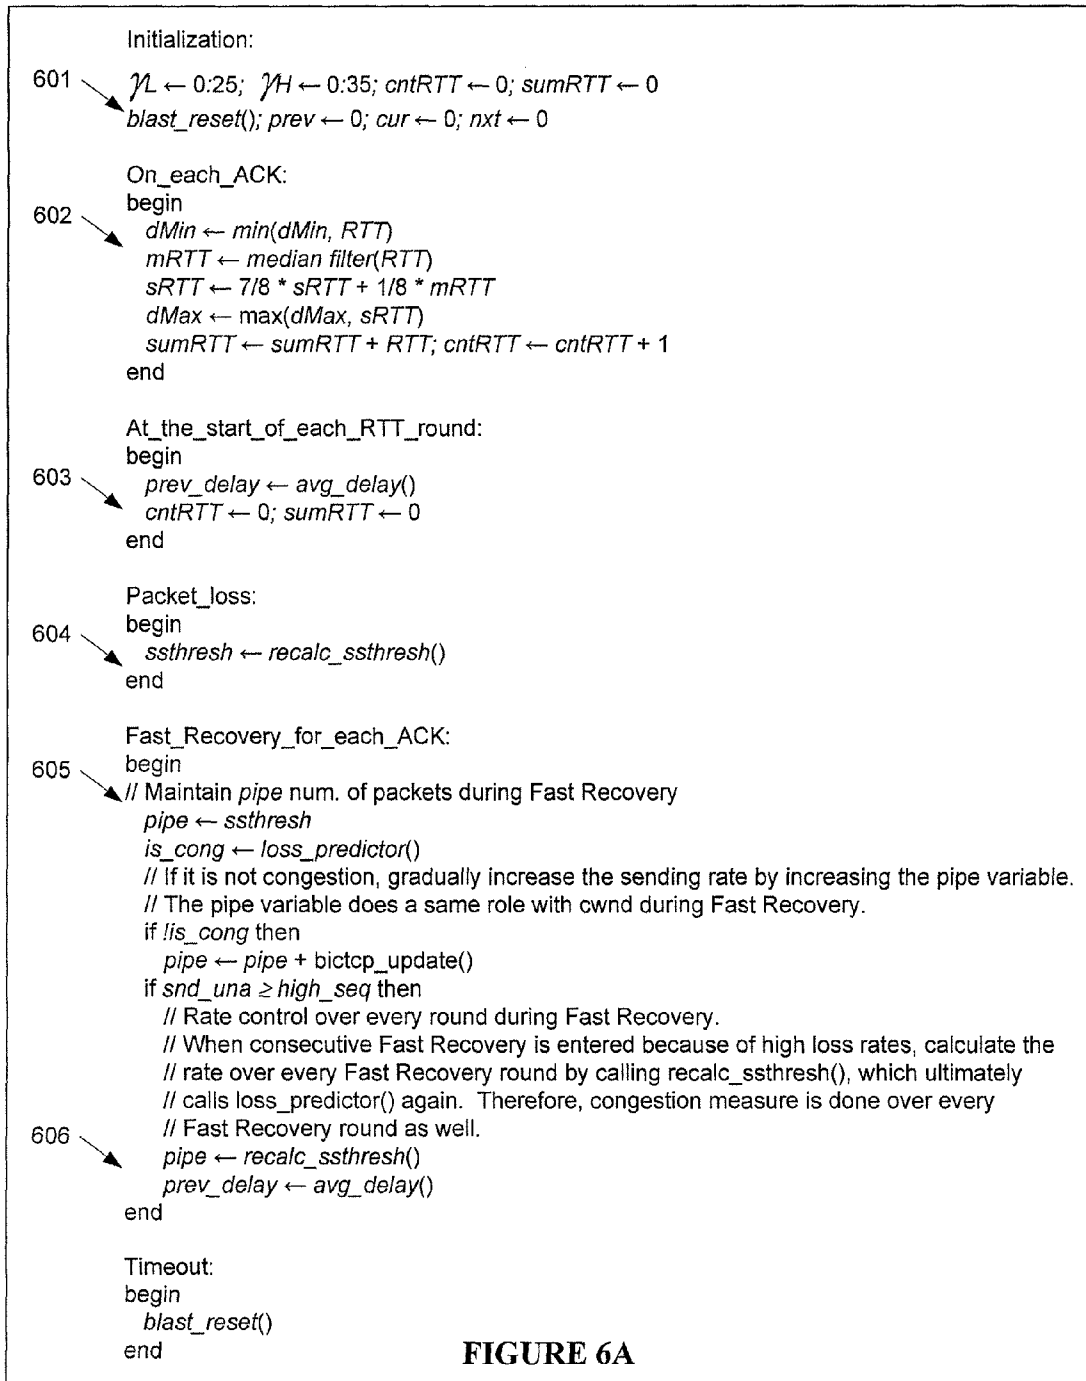 Initialization:
601
γL ← 0:25; γH ← 0:35; cntRTT ← 0; sumRTT ← 0
blast_reset(); prev ← 0; cur ← 0; nxt ← 0
On_each_ACK:
begin
602
dMin ← min(dMin, RTT)
mRTT ← median filter(RTT)
sRTT ← 7/8 * sRTT + 1/8 * mRTT
dMax ← max(dMax, sRTT)
sumRTT ← sumRTT + RTT; cntRTT ← cntRTT + 1
end
At_the_start_of_each_RTT_round:
begin
603
prev_delay ← avg_delay()
cntRTT ← 0; sumRTT ← 0
end
Packet_loss:
begin
604
ssthresh ← recalc_ssthresh()
end
Fast_Recovery_for_each_ACK:
begin
605
// Maintain pipe num. of packets during Fast Recovery
pipe ← ssthresh
is_cong ← loss_predictor()
// If it is not congestion, gradually increase the sending rate by increasing the pipe variable.
// The pipe variable does a same role with cwnd during Fast Recovery.
if !is_cong then
pipe ← pipe + bictcp_update()
if snd_una ≥ high_seq then
// Rate control over every round during Fast Recovery.
// When consecutive Fast Recovery is entered because of high loss rates, calculate the
// rate over every Fast Recovery round by calling recalc_ssthresh(), which ultimately
// calls loss_predictor() again. Therefore, congestion measure is done over every
// Fast Recovery round as well.
606
pipe ← recalc_ssthresh()
prev_delay ← avg_delay()
end
Timeout:
begin
blast_reset()
end
FIGURE 6A